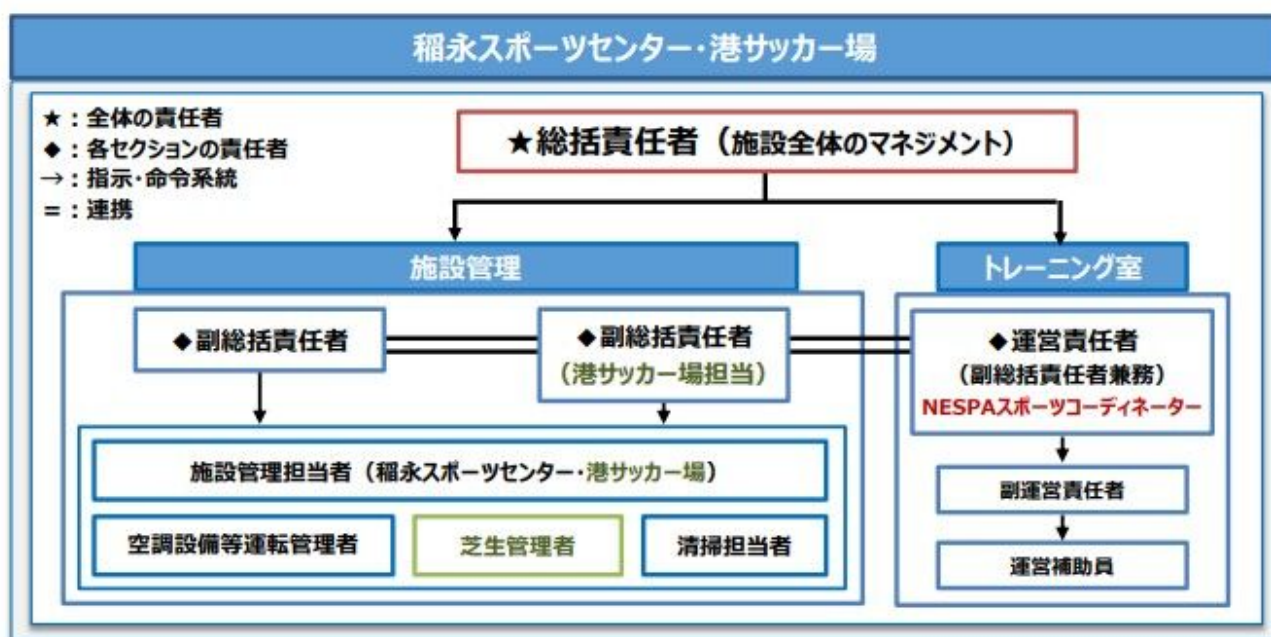 稲永スポーツセンター・港サッカー場
★：全体の責任者
◆：各セクションの責任者
→：指示・命令系統
=：連携
★総括責任者（施設全体のマネジメント）
施設管理
トレーニング室
◆副総括責任者
◆副総括責任者
（港サッカー場担当）
◆運営責任者
（副総括責任者兼務）
NESPAスポーツコーディネーター
施設管理担当者（稲永スポーツセンター・港サッカー場）
空調設備等運転管理者
芝生管理者
清掃担当者
副運営責任者
運営補助員